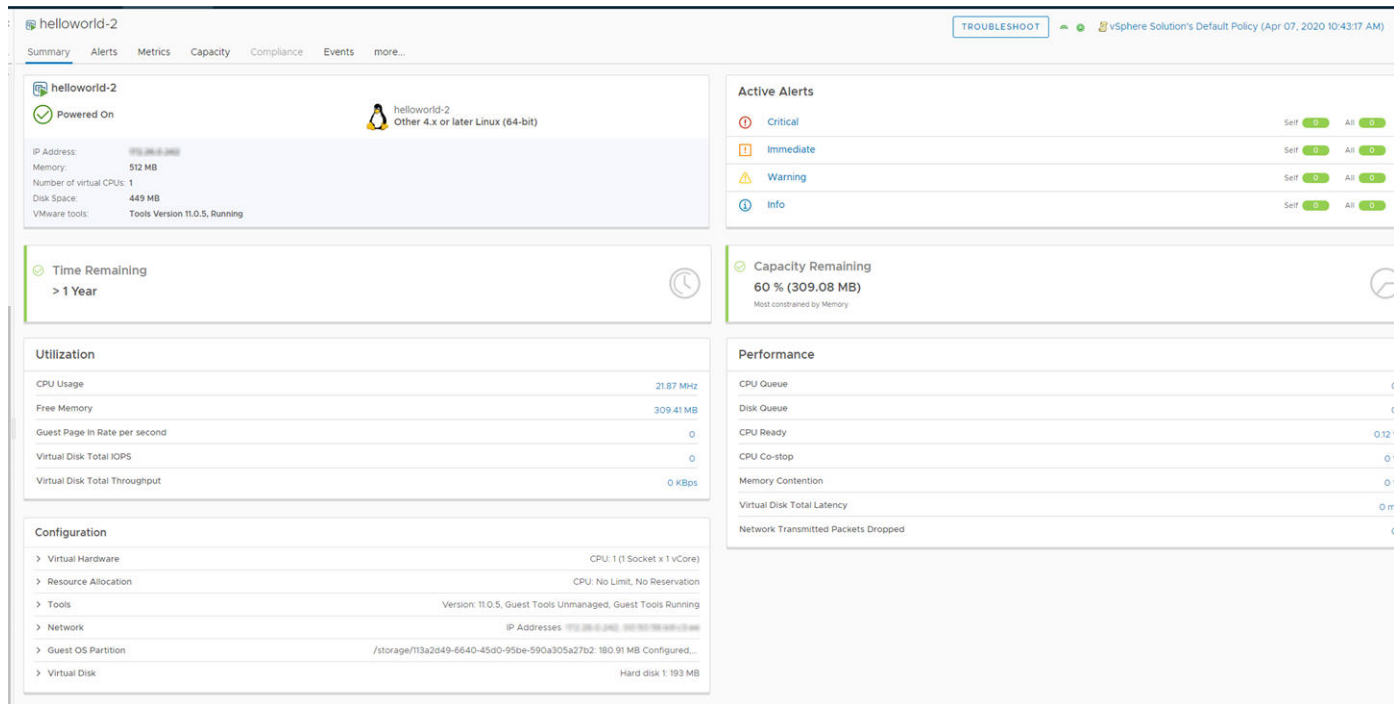 helloworld-2
TROUBLESHOOT
vSphere Solution's Default Policy (Apr 07, 2020 10:43:17 AM)
Summary Alerts Metrics Capacity Compliance Events more...
helloworld-2
Powered On
helloworld-2
Other 4.x or later Linux (64-bit)
IP Address:
Memory: 512 MB
Number of virtual CPUs: 1
Disk Space: 449 MB
VMware tools: Tools Version 11.0.5, Running
Active Alerts
Critical Self 0 All 0
Immediate Self 0 All 0
Warning Self 0 All 0
Info Self 0 All 0
Time Remaining
> 1 Year
Capacity Remaining
60 % (309.08 MB)
Most constrained by Memory
Utilization
CPU Usage 21.87 MHz
Free Memory 309.41 MB
Guest Page In Rate per second 0
Virtual Disk Total IOPS 0
Virtual Disk Total Throughput 0 KBps
Performance
CPU Queue
Disk Queue
CPU Ready 0.12
CPU Co-stop 0
Memory Contention 0
Virtual Disk Total Latency 0 m
Network Transmitted Packets Dropped
Configuration
> Virtual Hardware CPU: 1 (1 Socket x 1 vCore)
> Resource Allocation CPU: No Limit, No Reservation
> Tools Version: 11.0.5, Guest Tools Unmanaged, Guest Tools Running
> Network IP Addresses
> Guest OS Partition /storage/113a2d49-6640-45d0-95be-590a305a27b2: 180.91 MB Configured,...
> Virtual Disk Hard disk 1: 193 MB